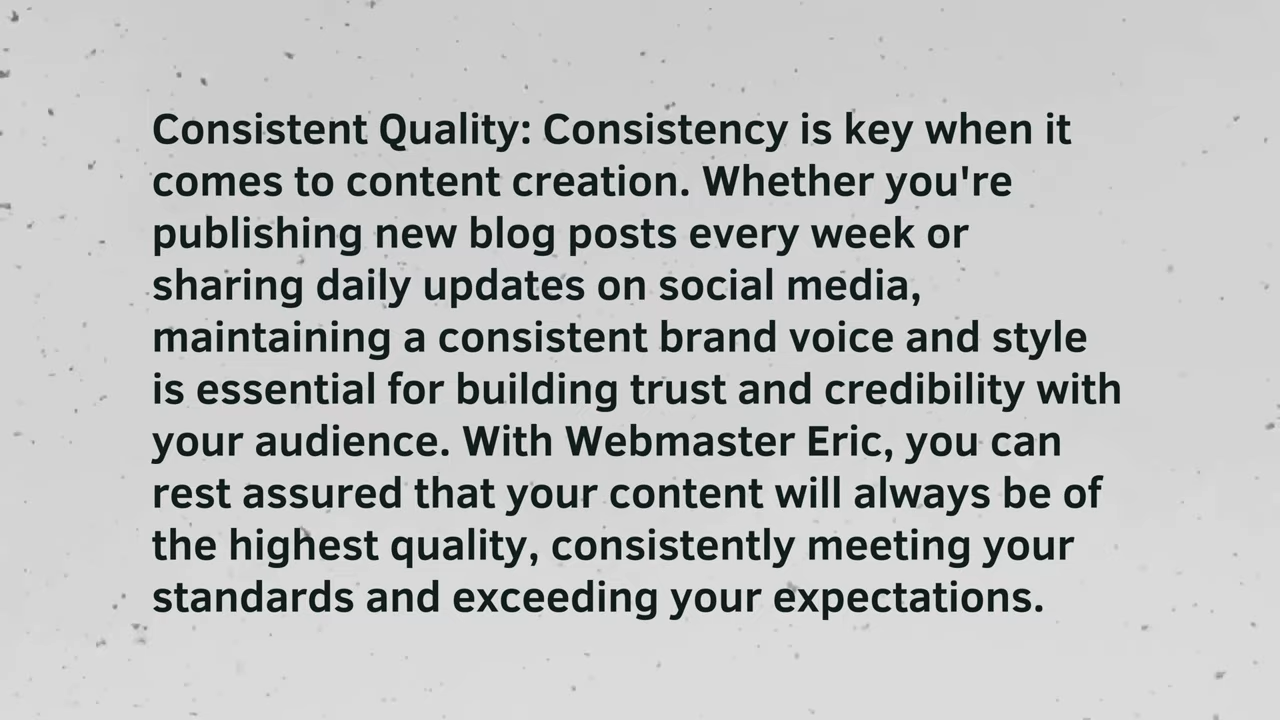 Consistent Quality: Consistency is key when it
comes to content creation. Whether you're
publishing new blog posts every week or
sharing daily updates on social media,
maintaining a consistent brand voice and style
is essential for building trust and credibility with
your audience. With Webmaster Eric, you can
rest assured that your content will always be of
the highest quality, consistently meeting your
standards and exceeding your expectations.